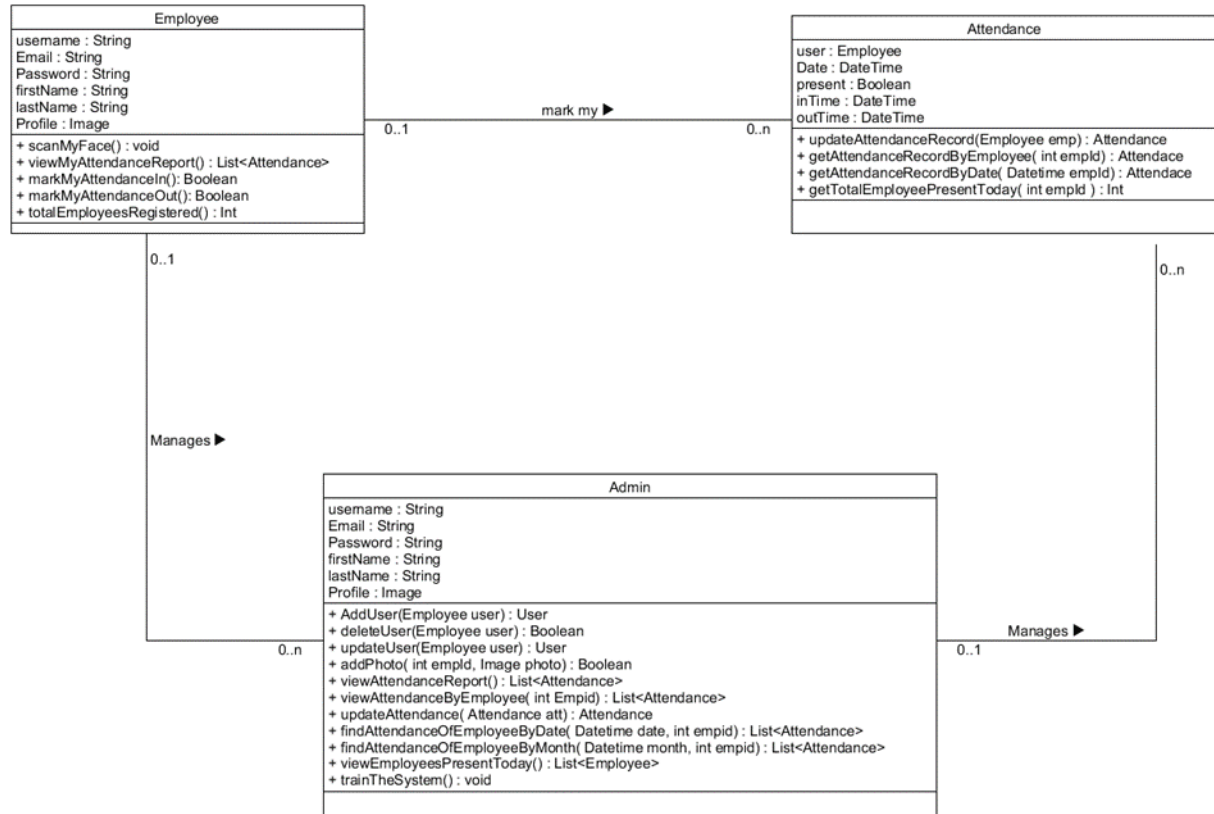 Employee
username : String
Email : String
Password : String
firstName : String
lastName : String
Profile : Image
+ scanMyFace() : void
+ viewMyAttendanceReport() : List<Attendance>
+ markMyAttendanceIn(): Boolean
+ markMyAttendanceOut(): Boolean
+ totalEmployeesRegistered() : Int
mark my ▶
0..1
0..n
Attendance
user : Employee
Date : DateTime
present : Boolean
inTime : DateTime
outTime : DateTime
+ updateAttendanceRecord(Employee emp) : Attendance
+ getAttendanceRecordByEmployee( int empId) : Attendace
+ getAttendanceRecordByDate( Datetime empId) : Attendace
+ getTotalEmployeePresentToday( int empId ) : Int
0..1
0..n
Manages ▶
0..n
Admin
username : String
Email : String
Password : String
firstName : String
lastName : String
Profile : Image
+ AddUser(Employee user) : User
+ deleteUser(Employee user) : Boolean
+ updateUser(Employee user) : User
+ addPhoto( int empId, Image photo) : Boolean
+ viewAttendanceReport() : List<Attendance>
+ viewAttendanceByEmployee( int Empid) : List<Attendance>
+ updateAttendance( Attendance att) : Attendance
+ findAttendanceOfEmployeeByDate( Datetime date, int empid) : List<Attendance>
+ findAttendanceOfEmployeeByMonth( Datetime month, int empid) : List<Attendance>
+ viewEmployeesPresentToday() : List<Employee>
+ trainTheSystem() : void
Manages ▶
0..1